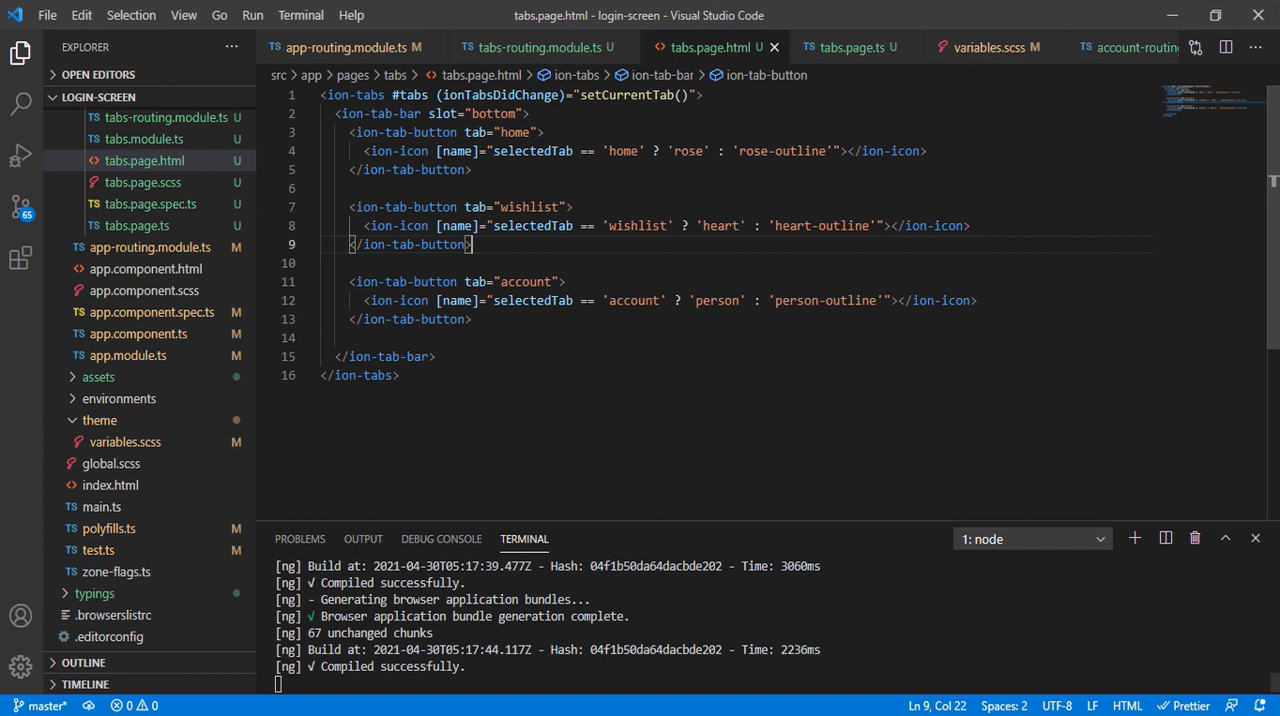 File Edit Selection View Go Run Terminal Help tabs.page.html - login-screen - Visual Studio Code
EXPLORER
OPEN EDITORS
LOGIN-SCREEN
tabs-routing.module.ts U
tabs.module.ts U
tabs.page.html U
tabs.page.scss U
TS tabs.page.spec.ts U
TS tabs.page.ts U
TS app-routing.module.ts M
app.component.html
app.component.scss
TS app.component.spec.ts M
TS app.component.ts M
TS app.module.ts M
assets
environments
theme
variables.scss M
global.scss
index.html
TS main.ts
TS polyfills.ts M
TS test.ts M
TS zone-flags.ts
typings
.browserslistrc
.editorconfig
OUTLINE
TIMELINE
65
TS app-routing.module.ts M TS tabs-routing.module.ts U tabs.page.html U TS tabs.page.ts U variables.scss M TS account-routin
src > app > pages > tabs > tabs.page.html > ion-tabs > ion-tab-bar > ion-tab-button
1 <ion-tabs #tabs (ionTabsDidChange)="setCurrentTab()">
2 <ion-tab-bar slot="bottom">
3 <ion-tab-button tab="home">
4 <ion-icon [name]="selectedTab == 'home' ? 'rose' : 'rose-outline'"></ion-icon>
5 </ion-tab-button>
6
7 <ion-tab-button tab="wishlist">
8 <ion-icon [name]="selectedTab == 'wishlist' ? 'heart' : 'heart-outline'"></ion-icon>
9 </ion-tab-button>
10
11 <ion-tab-button tab="account">
12 <ion-icon [name]="selectedTab == 'account' ? 'person' : 'person-outline'"></ion-icon>
13 </ion-tab-button>
14
15 </ion-tab-bar>
16 </ion-tabs>
PROBLEMS OUTPUT DEBUG CONSOLE TERMINAL 1: node
[ng] Build at: 2021-04-30T05:17:39.477Z - Hash: 04f1b50da64dacbde202 - Time: 3060ms
[ng] √ Compiled successfully.
[ng] - Generating browser application bundles...
[ng] √ Browser application bundle generation complete.
[ng] 67 unchanged chunks
[ng] Build at: 2021-04-30T05:17:44.117Z - Hash: 04f1b50da64dacbde202 - Time: 2236ms
[ng] √ Compiled successfully.
master* 0 0 Ln 9, Col 22 Spaces: 2 UTF-8 LF HTML Prettier